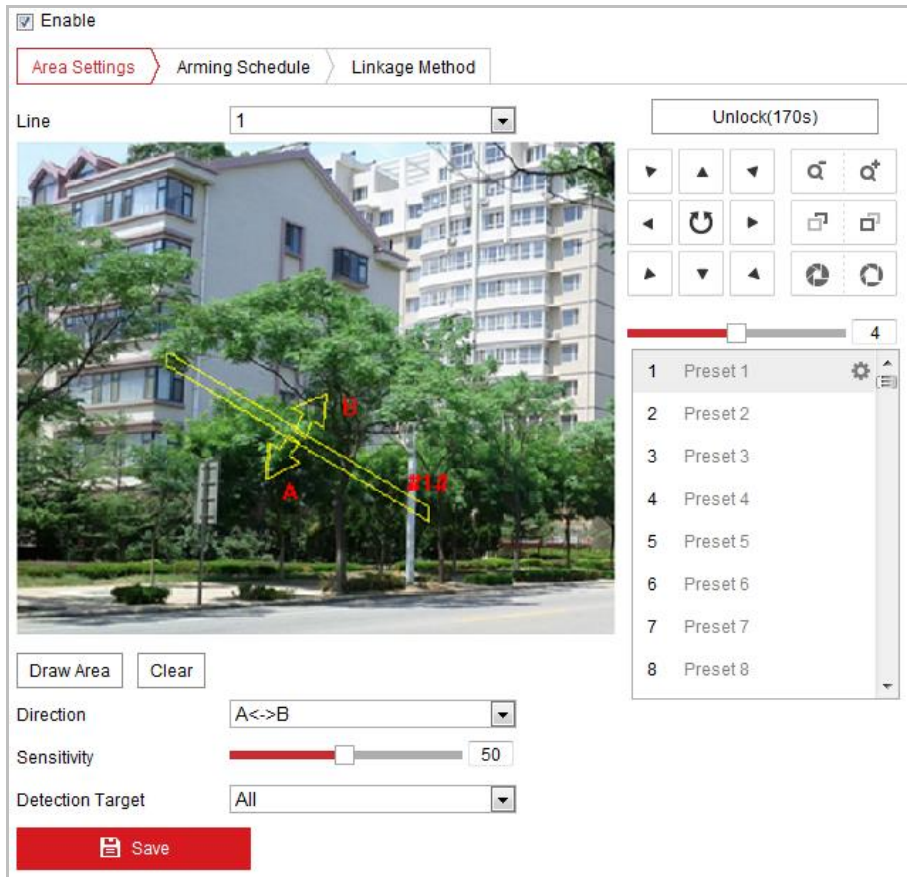 Enable
Area Settings
Arming Schedule
Linkage Method
Line
1
Unlock(170s)
B
A
4
1 Preset 1
2 Preset 2
3 Preset 3
4 Preset 4
5 Preset 5
6 Preset 6
7 Preset 7
8 Preset 8
Draw Area
Clear
Direction
A<->B
Sensitivity
50
Detection Target
All
Save